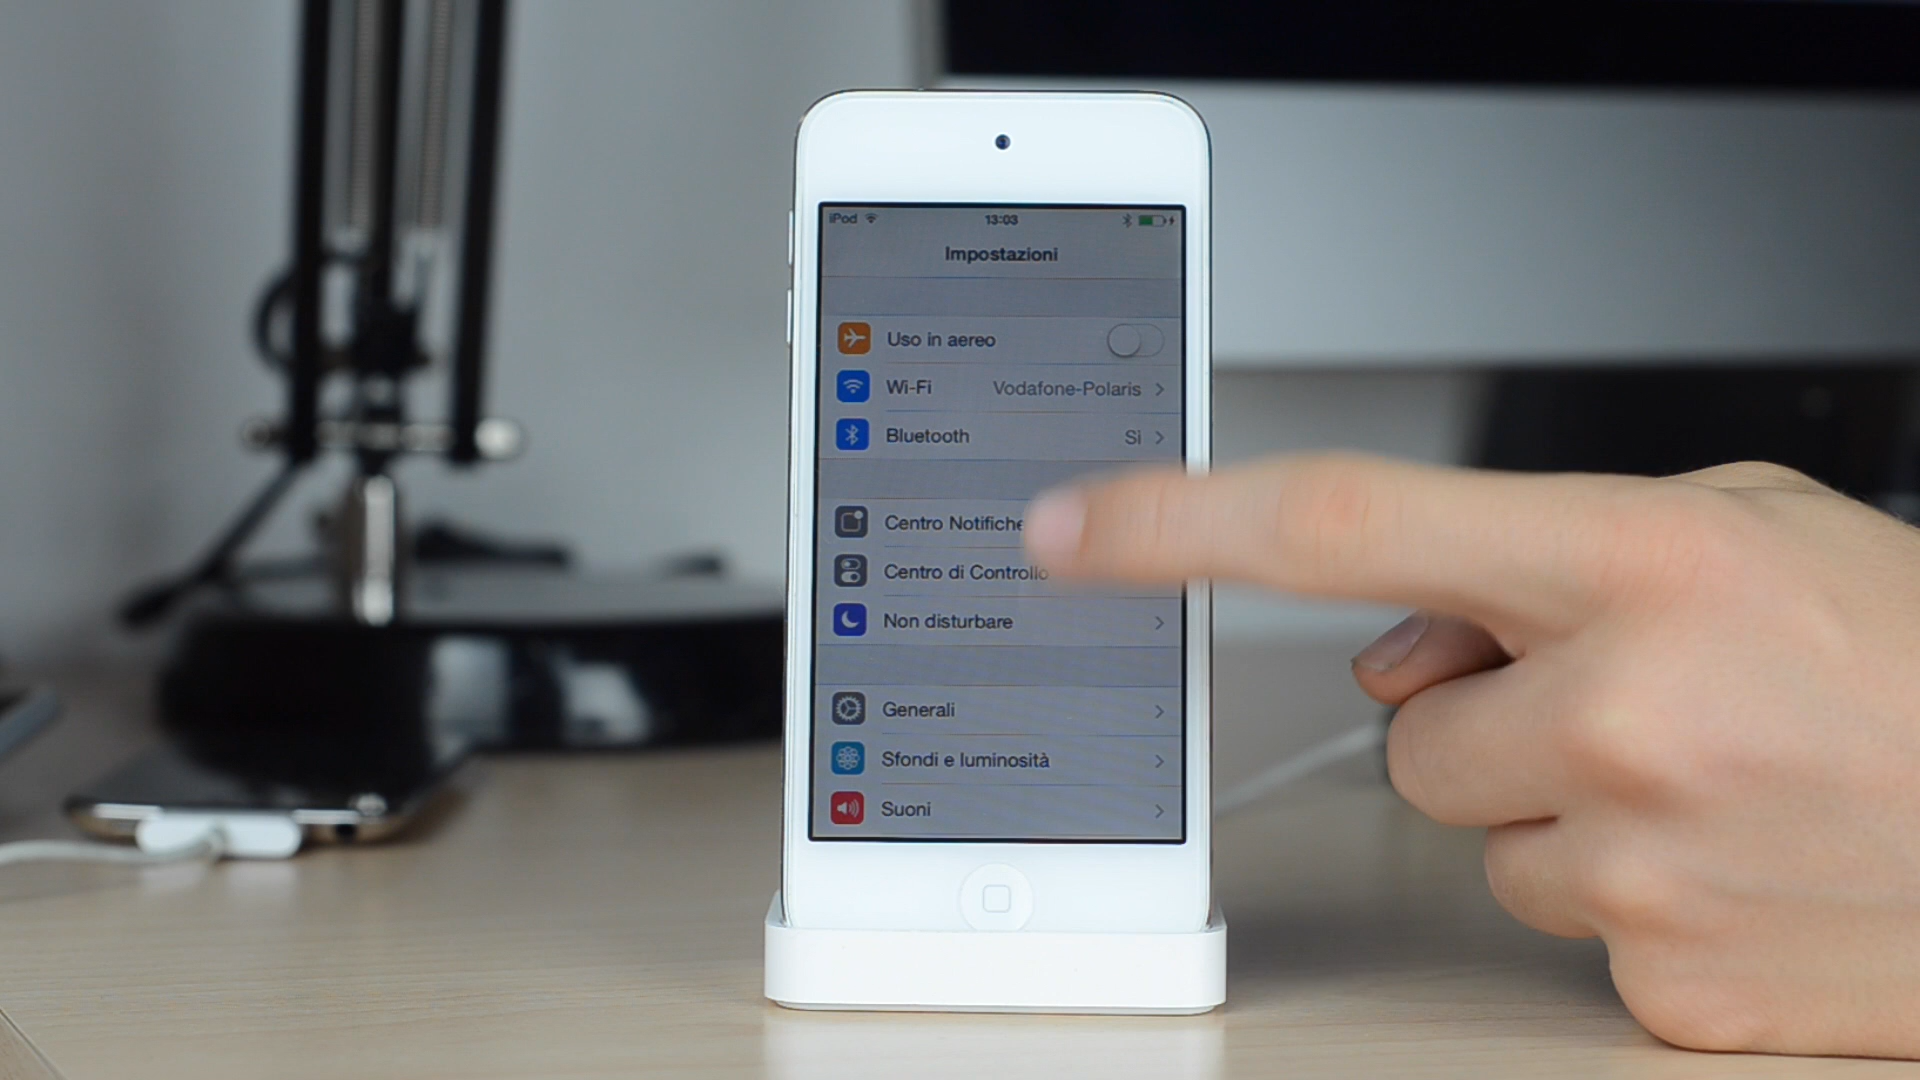 iPod 13:03
Impostazioni
Uso in aereo
Wi-Fi Vodafone-Polaris
Bluetooth Sì
Centro Notifiche
Centro di Controllo
Non disturbare
Generali
Sfondi e luminosità
Suoni